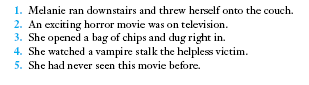 1. Melanie ran downstairs and threw herself onto the couch.
2. An exciting horror movie was on television.
3. She opened a bag of chips and dug right in.
4. She watched a vampire stalk the helpless victim.
5. She had never seen this movie before.